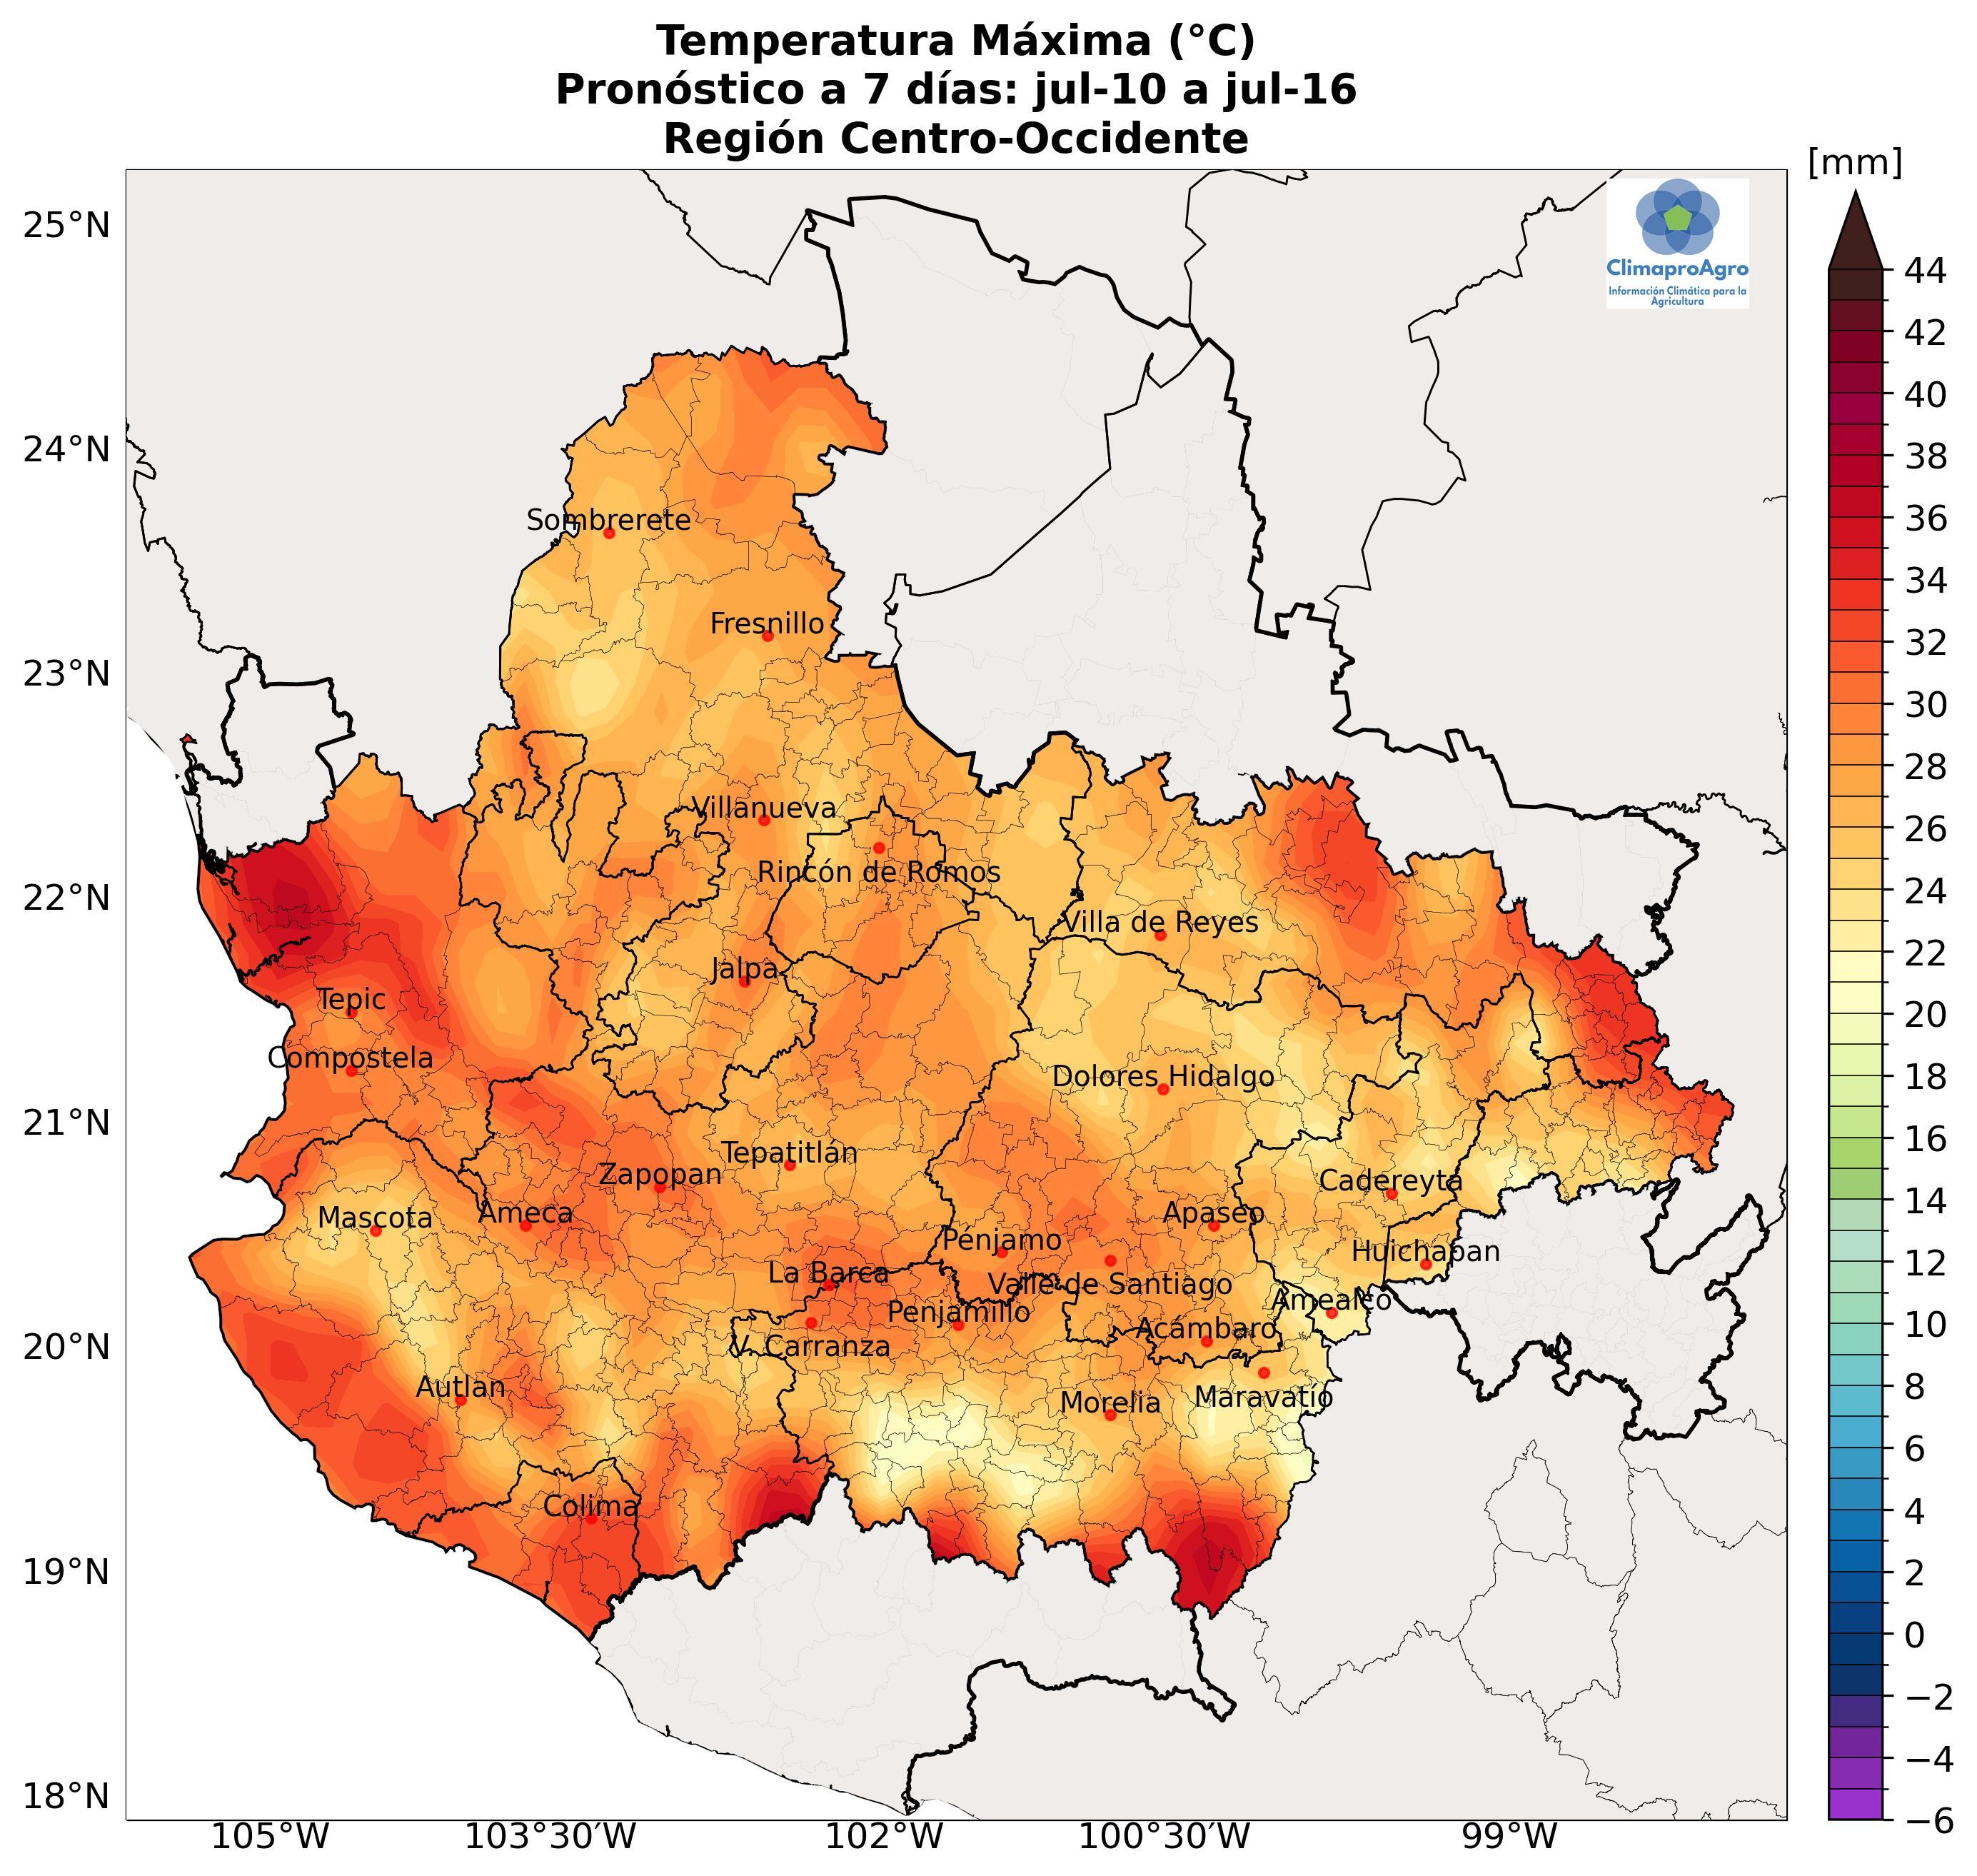 Temperatura Máxima (°C)
Pronóstico a 7 días: jul-10 a jul-16
Región Centro-Occidente
[mm]
ClimaproAgro
Información Climática para la
Agricultura
25°N
24°N
23°N
22°N
21°N
20°N
19°N
18°N
Sombrerete
Fresnillo
Villanueva
Rincón de Romos
Villa de Reyes
Jalpa
Tepic
Compostela
Dolores Hidalgo
Tepatitlán
Zapopan
Cadereyta
Mascota
Ameca
Apaseo
Pénjamo
Huichapan
La Barca
Valle de Santiago
Amealco
Penjamillo
Acámbaro
V. Carranza
Autlan
Maravatío
Morelia
Colima
105°W
103°30′W
102°W
100°30′W
99°W
44
42
40
38
36
34
32
30
28
26
24
22
20
18
16
14
12
10
8
6
4
2
0
−2
−4
−6